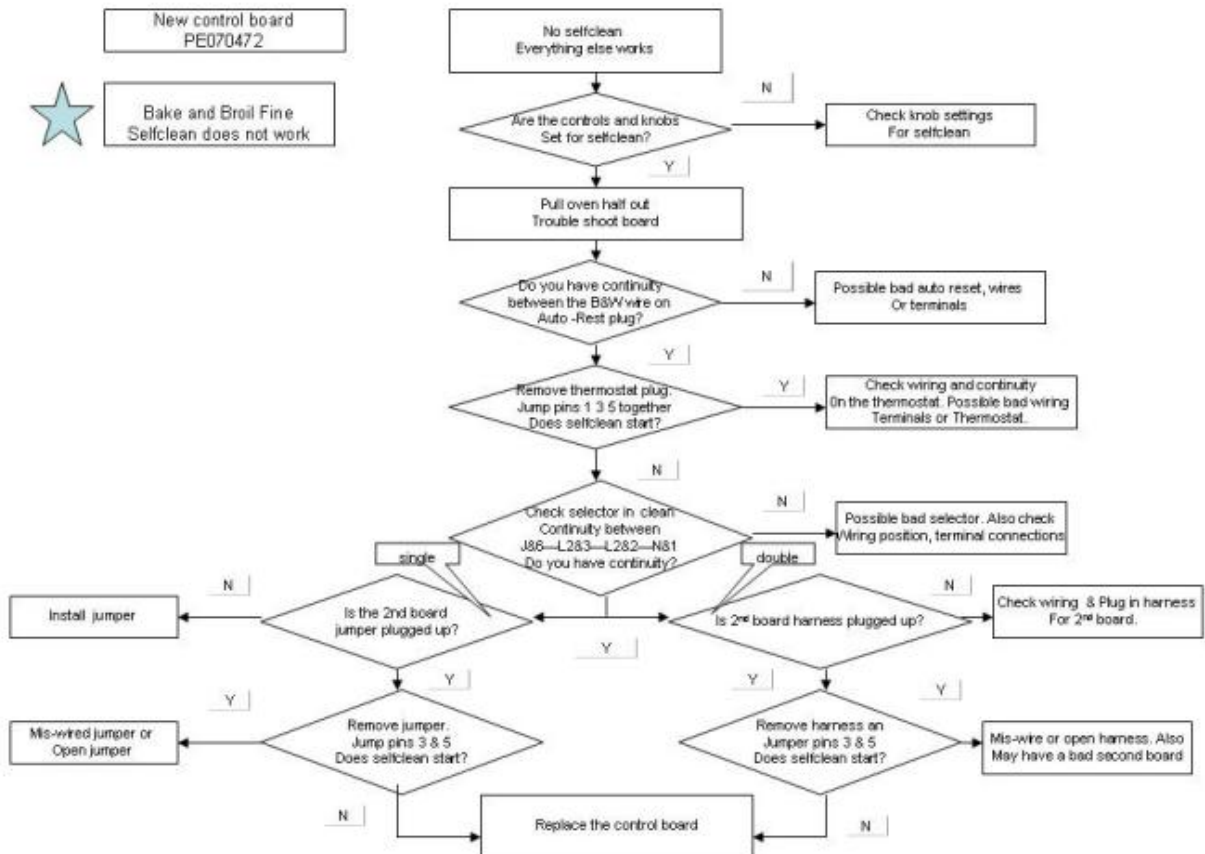 New control board
PE070472
Bake and Broil Fine
Selfclean does not work
No selfclean
Everything else works
Are the controls and knobs
Set for selfclean?
N
Check knob settings
For selfclean
Y
Pull oven half out
Trouble shoot board
Do you have continuity
between the B&W wire on
Auto -Rest plug?
N
Possible bad auto reset, wires
Or terminals
Y
Remove thermostat plug.
Jump pins 1 3 5 together
Does selfclean start?
Y
Check wiring and continuity
0n the thermostat. Possible bad wiring
Terminals or Thermostat.
N
Check selector in clean
Continuity between
J&6---L2&3---L2&2---N&1
Do you have continuity?
N
Possible bad selector. Also check
Wiring position, terminal connections
single
double
Y
Is the 2nd board
jumper plugged up?
N
Install jumper
Is 2nd board harness plugged up?
N
Check wiring & Plug in harness
For 2nd board.
Y
Remove jumper.
Jump pins 3 & 5
Does selfclean start?
Y
Mis-wired jumper or
Open jumper
Y
Remove harness an
Jumper pins 3 & 5
Does selfclean start?
Y
Mis-wire or open harness. Also
May have a bad second board
N
Replace the control board
N